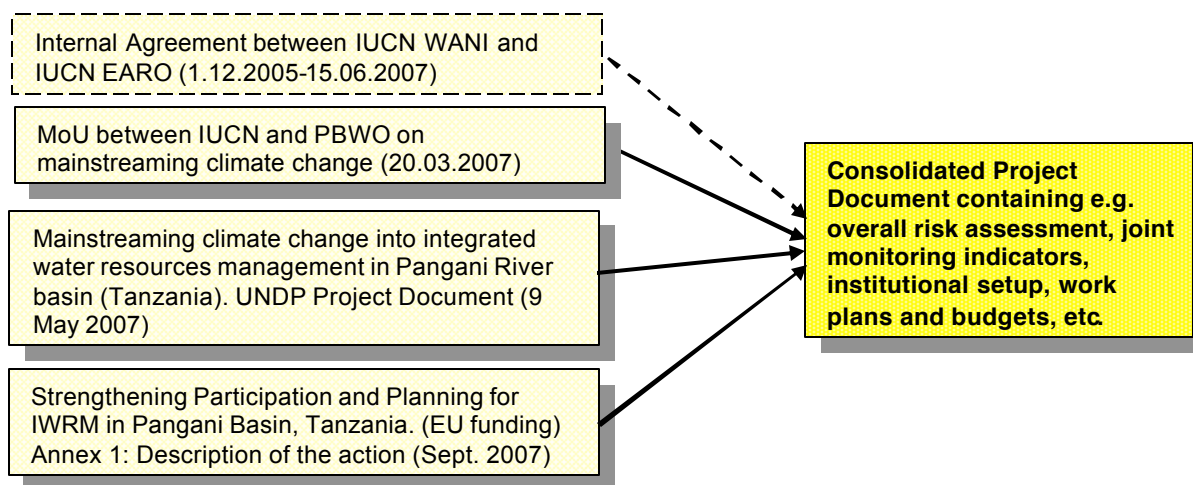 Internal Agreement between IUCN WANI and
IUCN EARO (1.12.2005-15.06.2007)
MoU between IUCN and PBWO on
mainstreaming climate change (20.03.2007)
Mainstreaming climate change into integrated
water resources management in Pangani River
basin (Tanzania). UNDP Project Document (9
May 2007)
Strengthening Participation and Planning for
IWRM in Pangani Basin, Tanzania. (EU funding)
Annex 1: Description of the action (Sept. 2007)
Consolidated Project
Document containing e.g.
overall risk assessment, joint
monitoring indicators,
institutional setup, work
plans and budgets, etc.